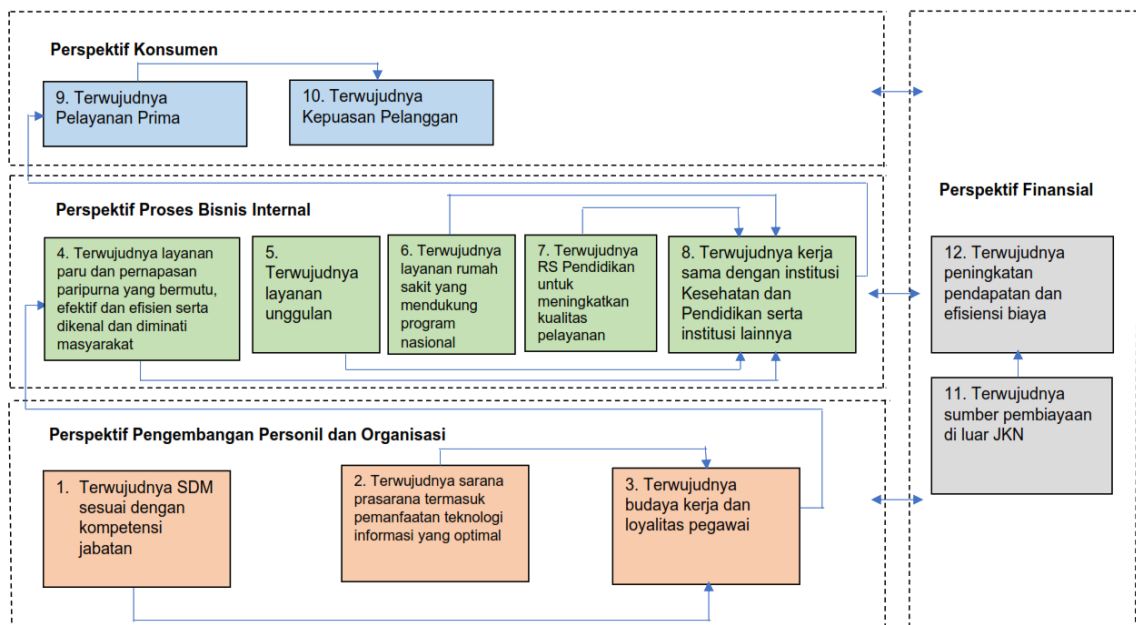 Perspektif Konsumen
9. Terwujudnya
Pelayanan Prima
10. Terwujudnya
Kepuasan Pelanggan
Perspektif Proses Bisnis Internal
4. Terwujudnya layanan
paru dan pernapasan
paripurna yang bermutu,
efektif dan efisien serta
dikenal dan diminati
masyarakat
5.
Terwujudnya
layanan
unggulan
6. Terwujudnya
layanan rumah
sakit yang
mendukung
program
nasional
7. Terwujudnya
RS Pendidikan
untuk
meningkatkan
kualitas
pelayanan
8. Terwujudnya kerja
sama dengan institusi
Kesehatan dan
Pendidikan serta
institusi lainnya
Perspektif Pengembangan Personil dan Organisasi
1. Terwujudnya SDM
sesuai dengan
kompetensi
jabatan
2. Terwujudnya sarana
prasarana termasuk
pemanfaatan teknologi
informasi yang optimal
3. Terwujudnya
budaya kerja dan
loyalitas pegawai
Perspektif Finansial
12. Terwujudnya
peningkatan
pendapatan dan
efisiensi biaya
11. Terwujudnya
sumber pembiayaan
di luar JKN